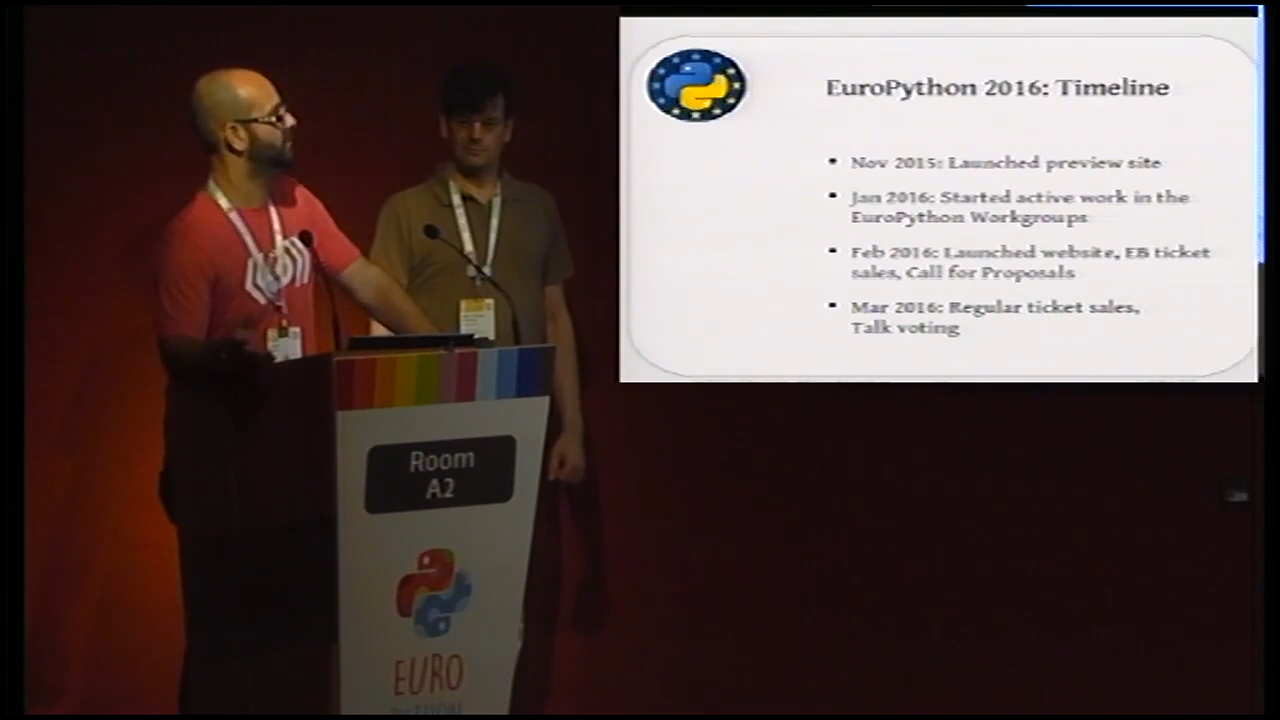 EuroPython 2016: Timeline
• Nov 2015: Launched preview site
• Jan 2016: Started active work in the
EuroPython Workgroups
• Feb 2016: Launched website, EB ticket
sales, Call for Proposals
• Mar 2016: Regular ticket sales,
Talk voting
Room
A2
EURO
PYTHON